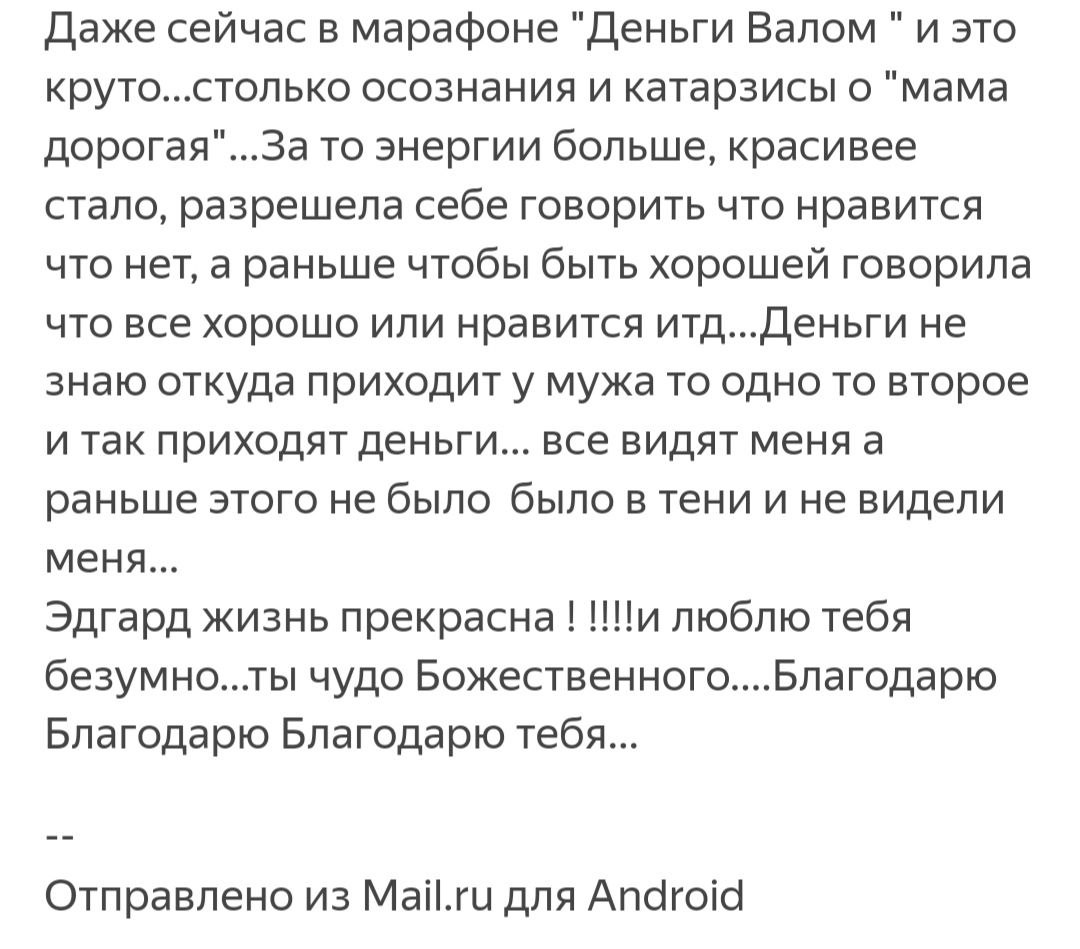 Даже сейчас в марафоне "Деньги Валом " и это
круто...столько осознания и катарзисы о "мама
дорогая"...За то энергии больше, красивее
стало, разрешела себе говорить что нравится
что нет, а раньше чтобы быть хорошей говорила
что все хорошо или нравится итд...Деньги не
знаю откуда приходит у мужа то одно то второе
и так приходят деньги... все видят меня а
раньше этого не было  было в тени и не видели
меня...
Эдгард жизнь прекрасна ! !!!!и люблю тебя
безумно...ты чудо Божественного....Благодарю
Благодарю Благодарю тебя...
--
Отправлено из Mail.ru для Android